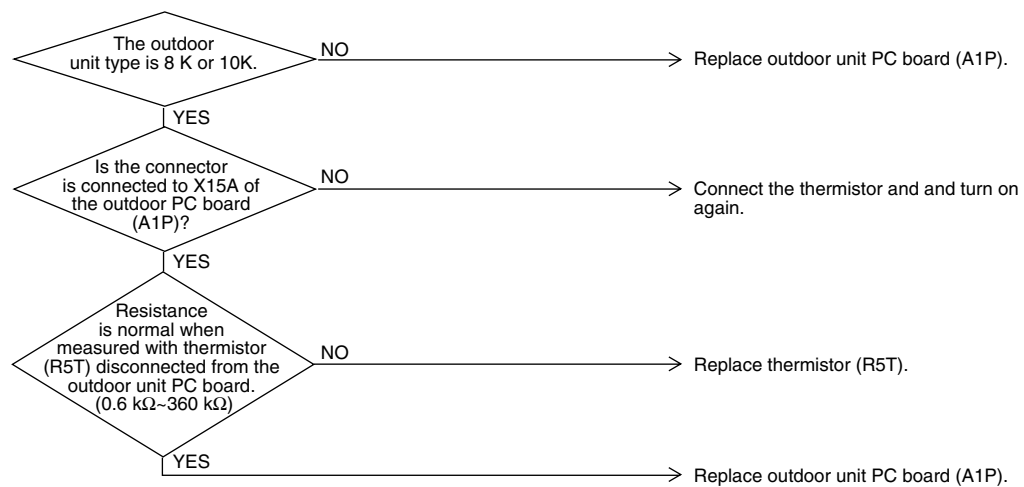 The outdoor
unit type is 8 K or 10K.
NO
Replace outdoor unit PC board (A1P).
YES
Is the connector
is connected to X15A of
the outdoor PC board
(A1P)?
NO
Connect the thermistor and and turn on
again.
YES
Resistance
is normal when
measured with thermistor
(R5T) disconnected from the
outdoor unit PC board.
(0.6 kΩ~360 kΩ)
NO
Replace thermistor (R5T).
YES
Replace outdoor unit PC board (A1P).